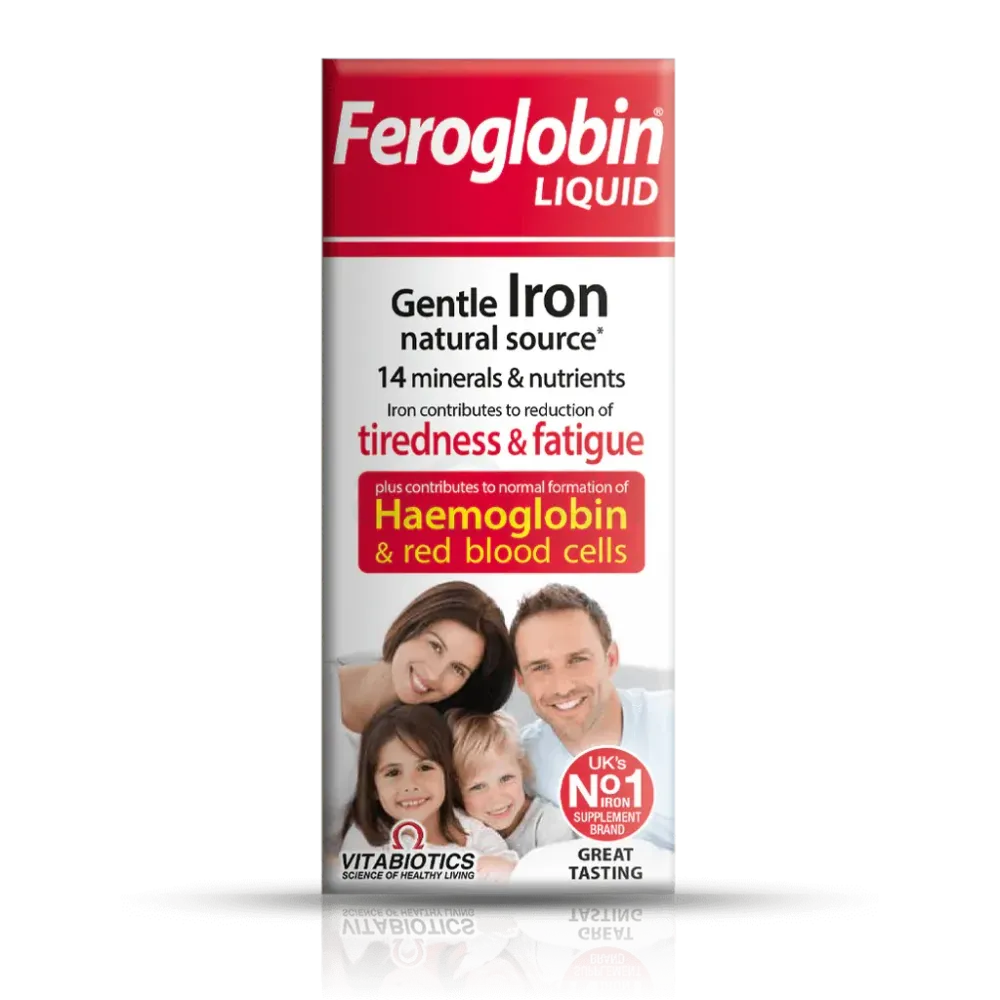 Feroglobin®
LIQUID
Gentle Iron
natural source*
14 minerals & nutrients
Iron contributes to reduction of
tiredness & fatigue
plus contributes to normal formation of
Haemoglobin
& red blood cells
UK's
No1
IRON
SUPPLEMENT
BRAND
GREAT
TASTING
VITABIOTICS
SCIENCE OF HEALTHY LIVING